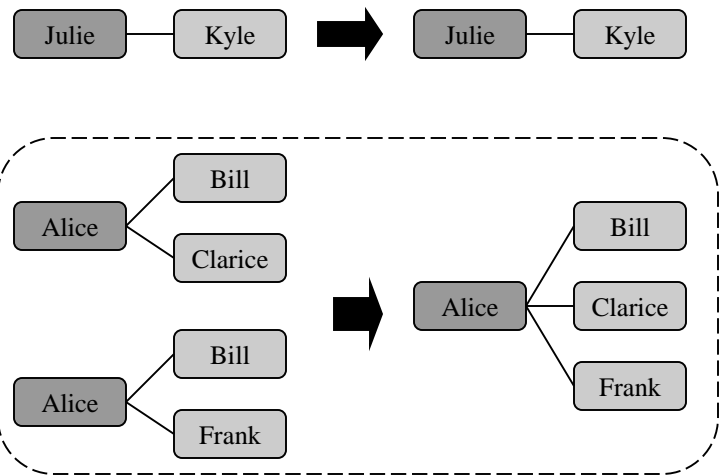 Julie Kyle Julie Kyle
Bill
Alice
Clarice
Bill
Alice
Frank
Bill
Alice Clarice
Frank